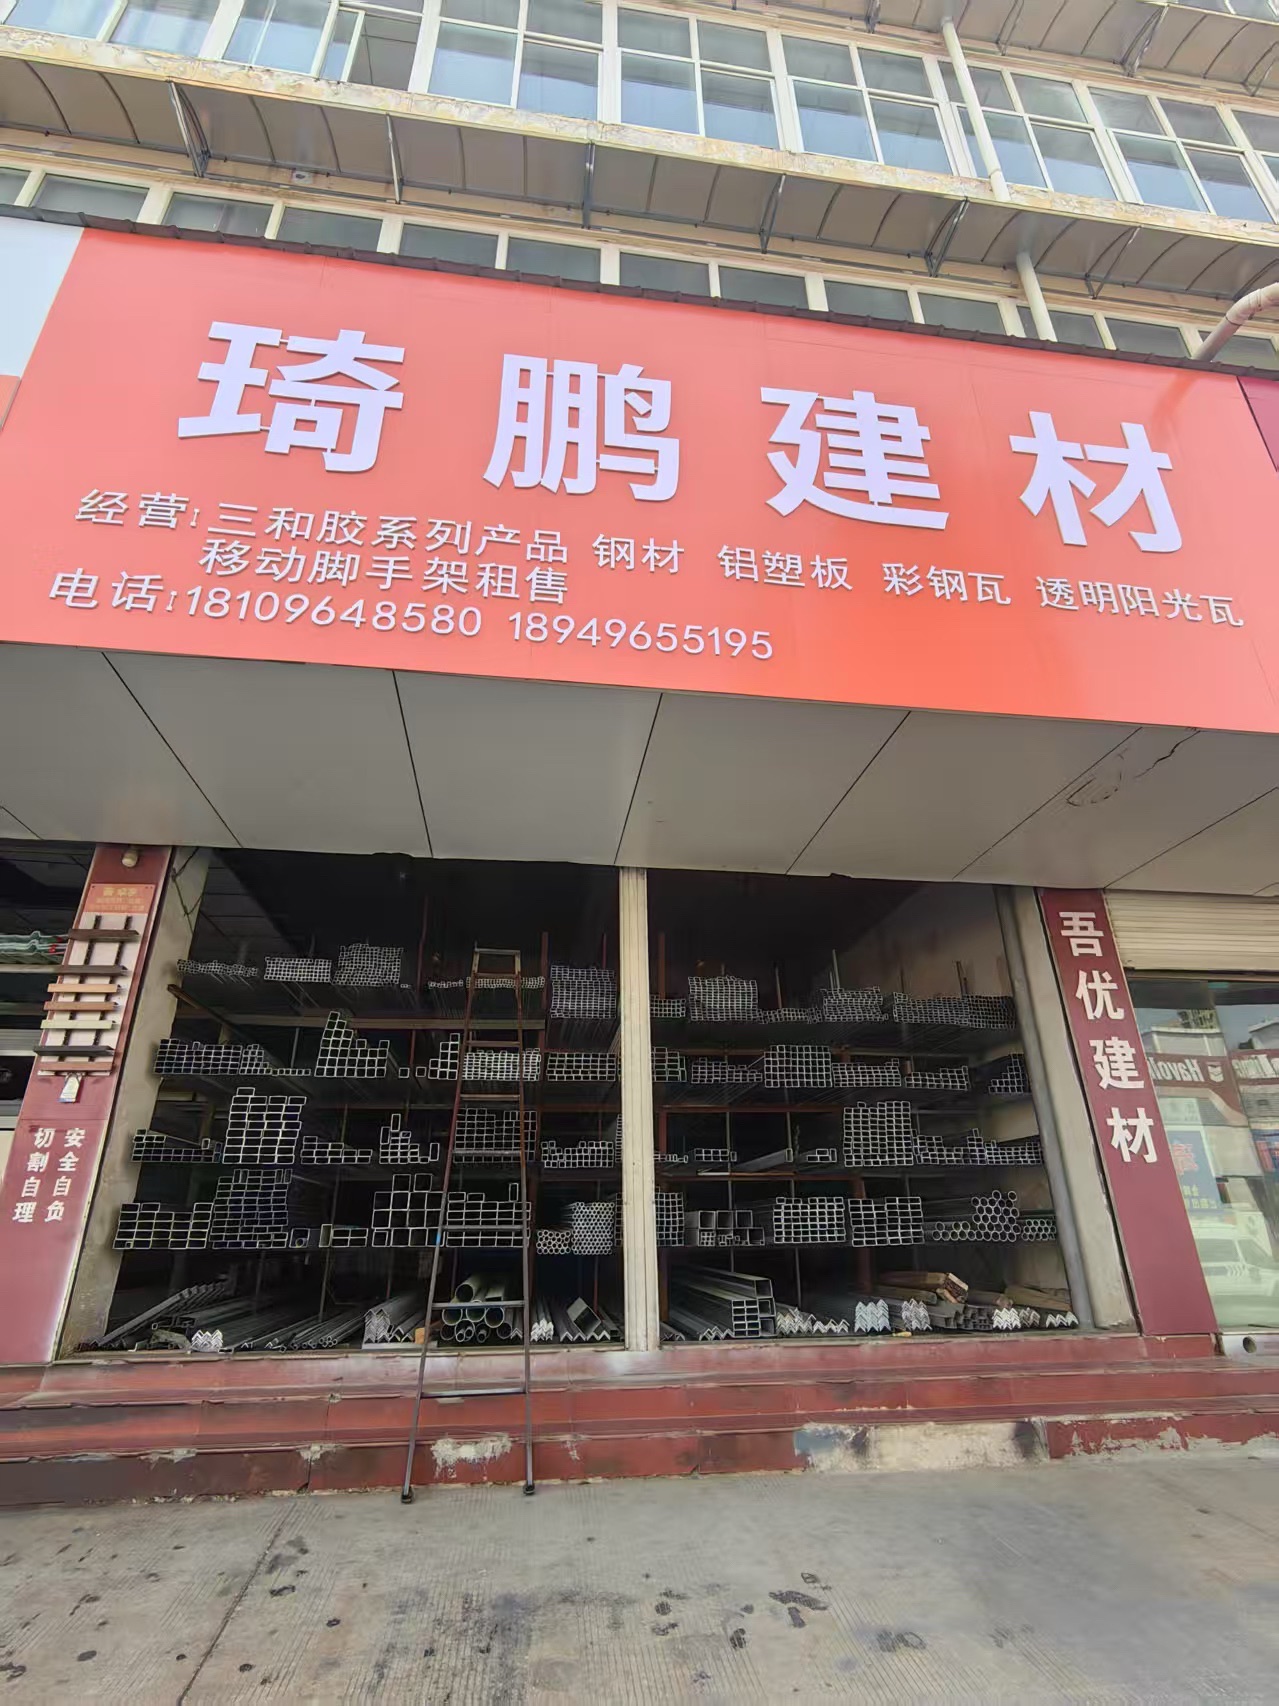 琦鹏建材
经营:三和胶系列产品 钢材 铝塑板 彩钢瓦 透明阳光瓦
移动脚手架租售
电话:18109648580 18949655195
安全自负
切割自理
吾优建材
Havol